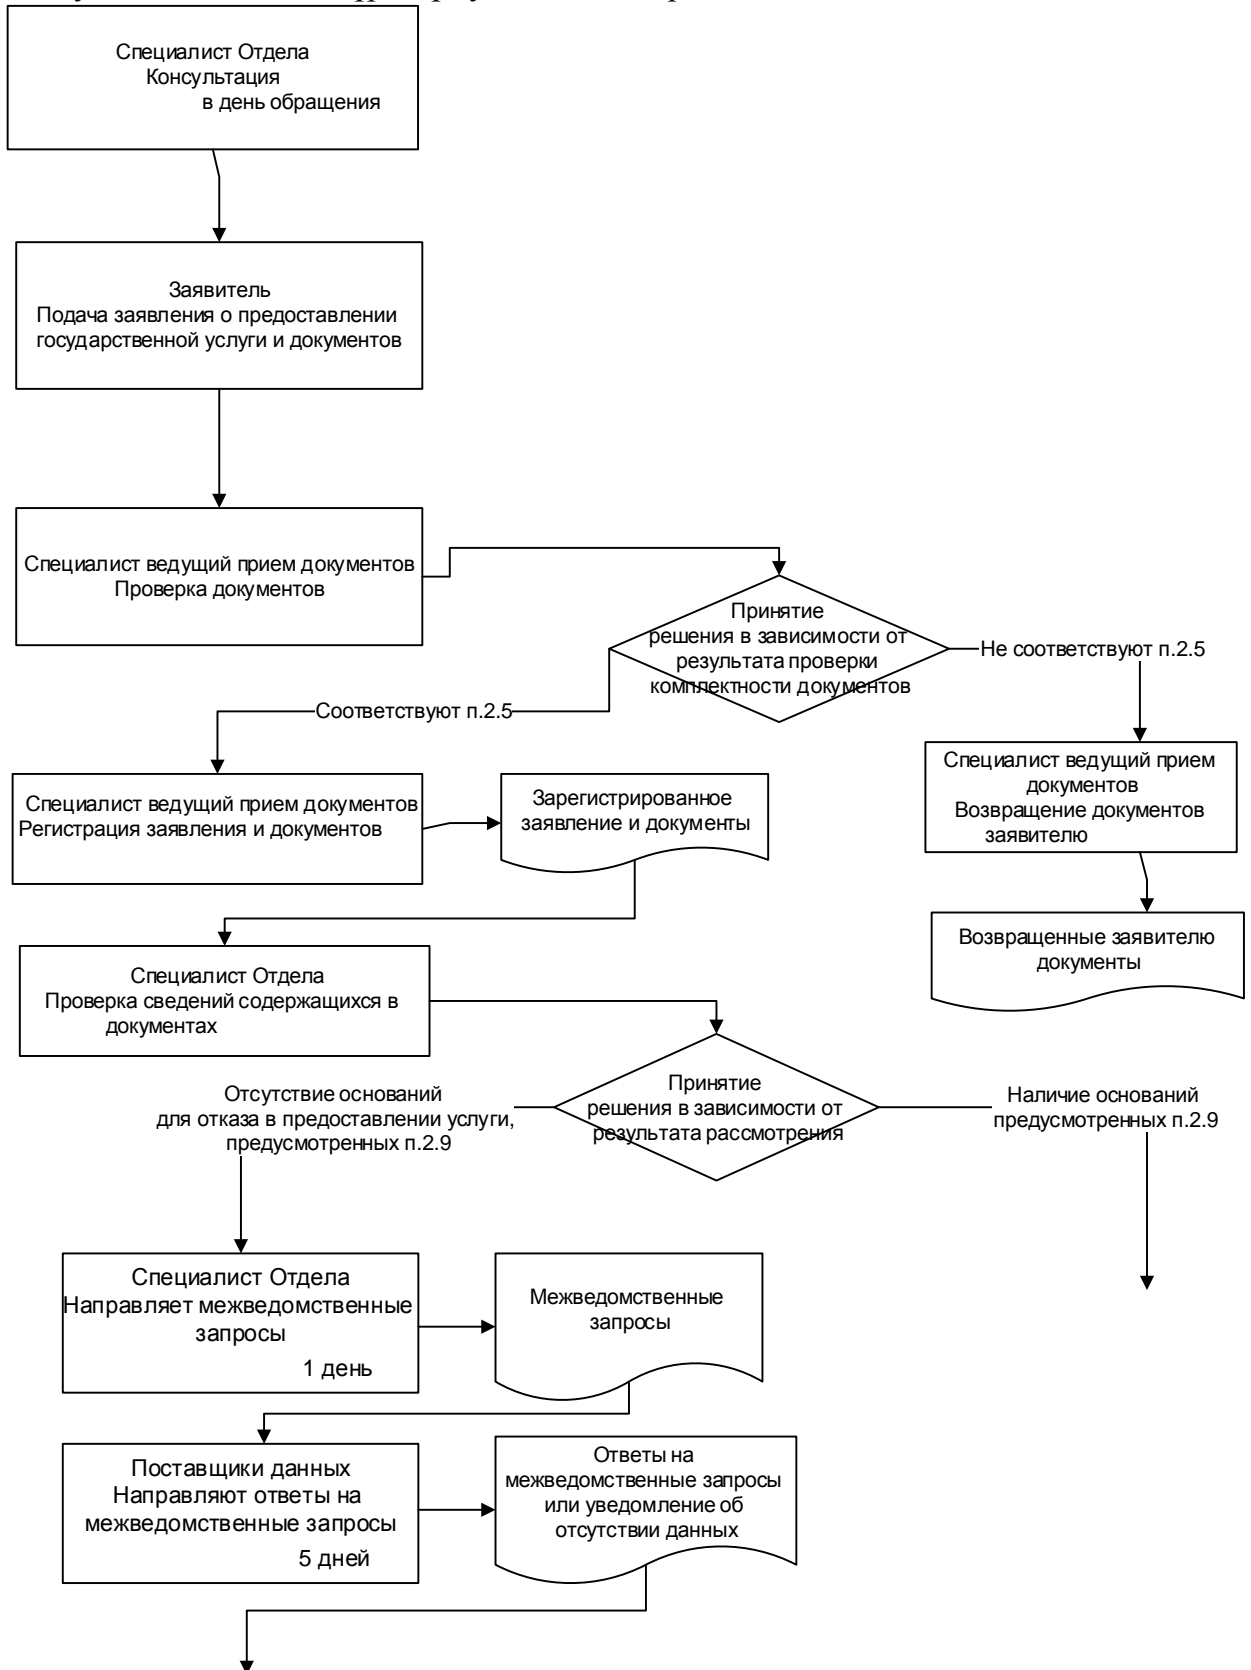 Специалист Отдела
Консультация
в день обращения
Заявитель
Подача заявления о предоставлении
государственной услуги и документов
Специалист ведущий прием документов
Проверка документов
Принятие
решения в зависимости от
результата проверки
комплектности документов
Не соответствуют п.2.5
Соответствуют п.2.5
Специалист ведущий прием
документов
Возвращение документов
заявителю
Специалист ведущий прием документов
Регистрация заявления и документов
Зарегистрированное
заявление и документы
Возвращенные заявителю
документы
Специалист Отдела
Проверка сведений содержащихся в
документах
Принятие
решения в зависимости от
результата рассмотрения
Отсутствие оснований
для отказа в предоставлении услуги,
предусмотренных п.2.9
Наличие оснований
предусмотренных п.2.9
Специалист Отдела
Направляет межведомственные
запросы
1 день
Межведомственные
запросы
Поставщики данных
Направляют ответы на
межведомственные запросы
5 дней
Ответы на
межведомственные запросы
или уведомление об
отсутствии данных